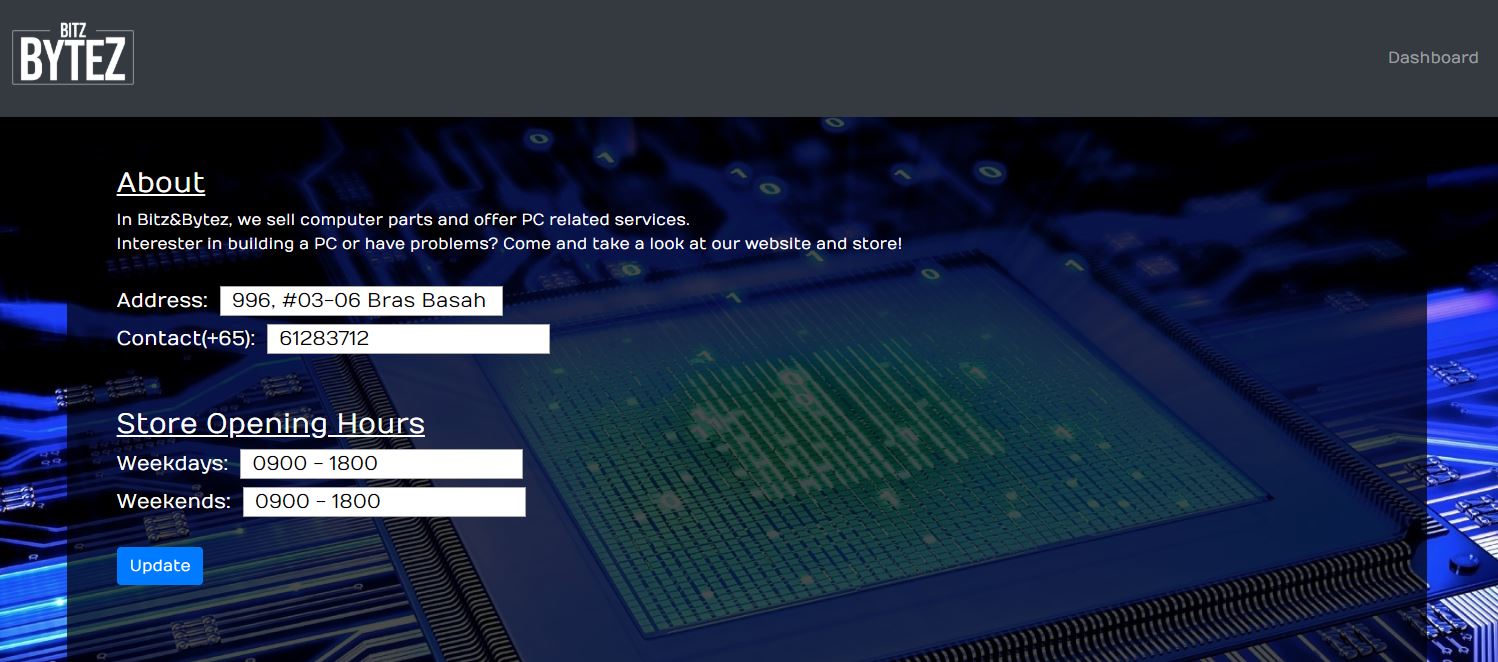 BITZ
BYTEZ
Dashboard
About
In Bitz&Bytez, we sell computer parts and offer PC related services.
Interester in building a PC or have problems? Come and take a look at our website and store!
Address: 996, #03-06 Bras Basah
Contact(+65): 61283712
Store Opening Hours
Weekdays: 0900 - 1800
Weekends: 0900 - 1800
Update